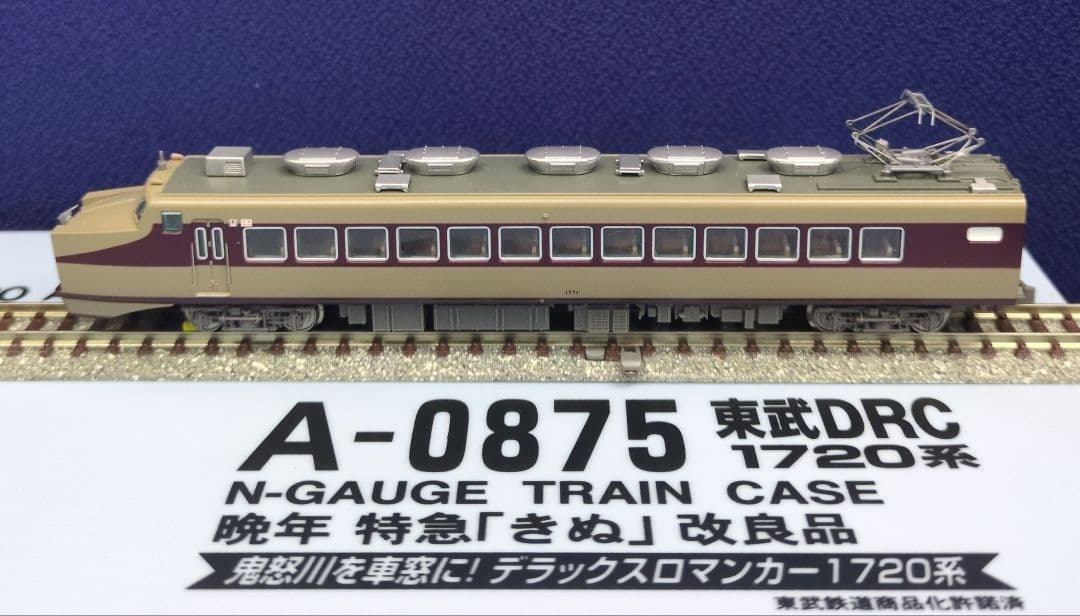 A-0875 東武DRC
1720系
N-GAUGE TRAIN CASE
晩年 特急「きぬ」改良品
鬼怒川を車窓に!デラックスロマンカー1720系
東武鉄道商品化許諾済
1771